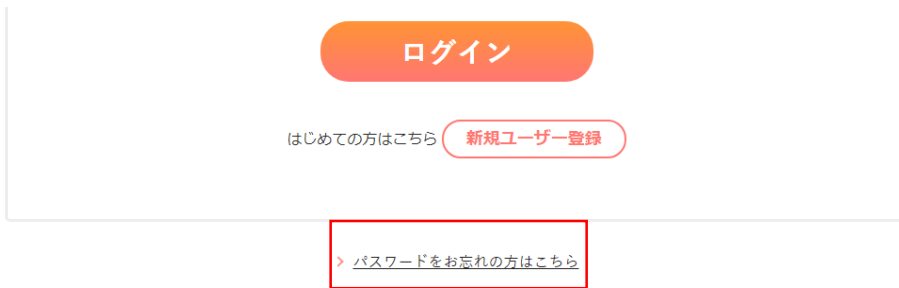 ログイン
はじめての方はこちら 新規ユーザー登録
> パスワードをお忘れの方はこちら